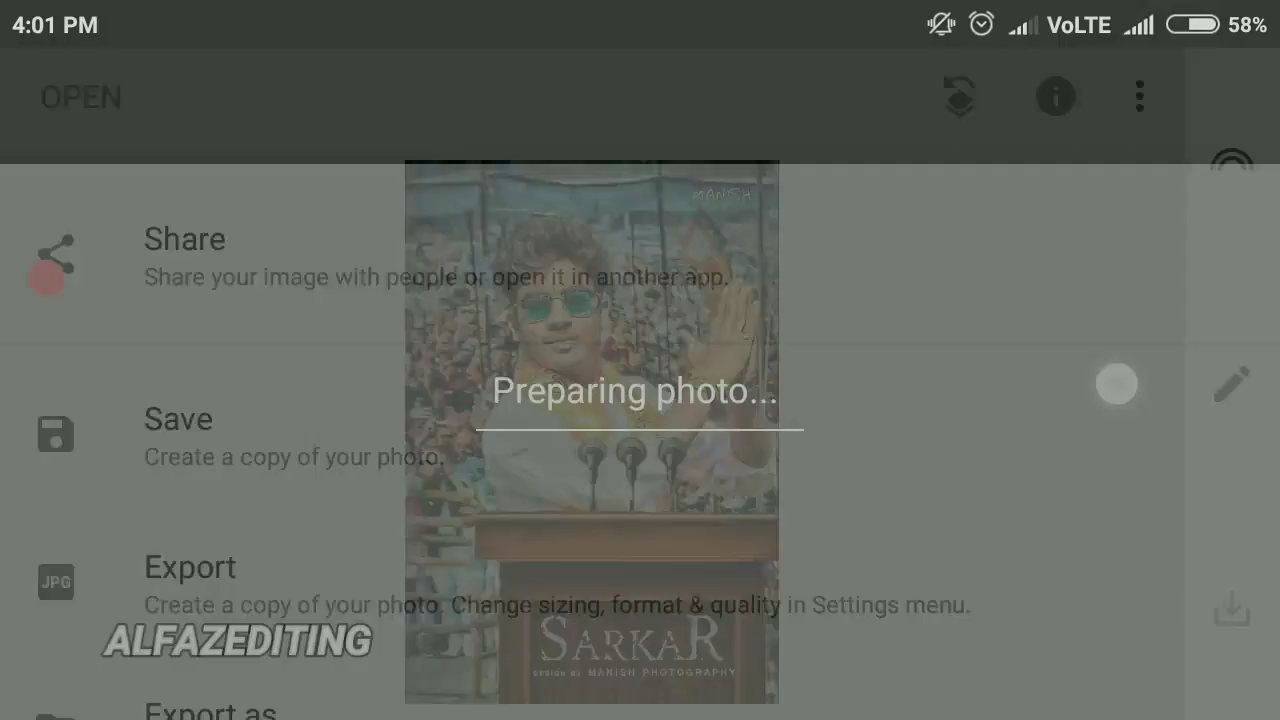 4:01 PM
VoLTE
58%
OPEN
MANISH
Share
Share your image with people or open it in another app.
Preparing photo...
Save
Create a copy of your photo.
JPG
Export
Create a copy of your photo. Change sizing, format & quality in Settings menu.
ALFAZEDITING
SARKAR
DESIGN BY MANISH PHOTOGRAPHY
Export as